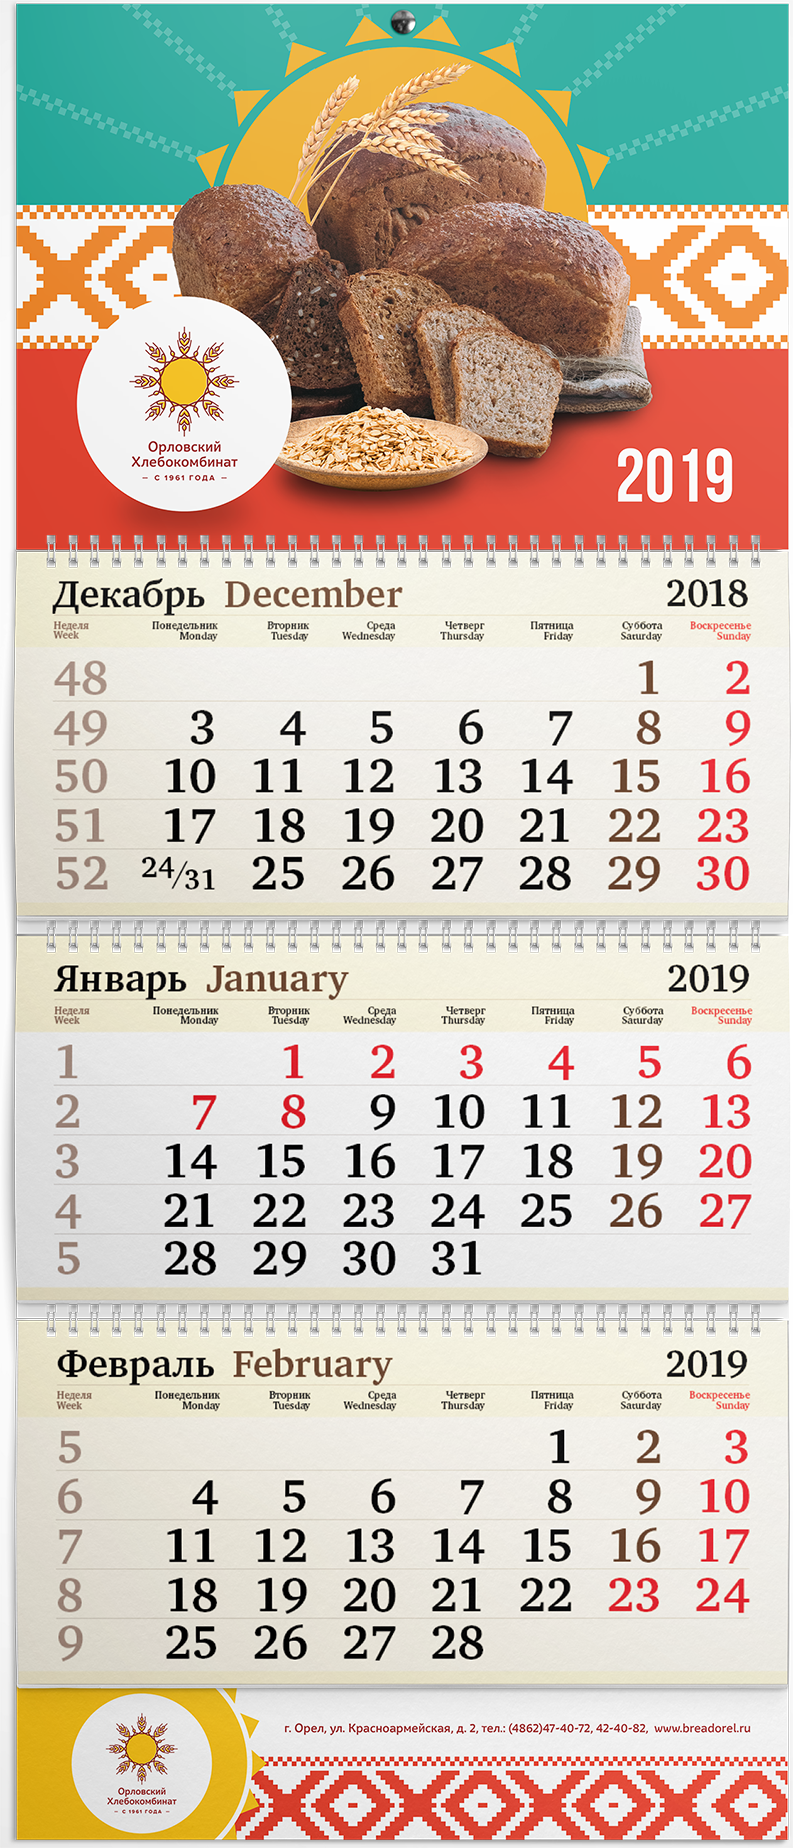 Орловский
Хлебокомбинат
– С 1961 ГОДА –
2019
Декабрь December 2018
Неделя Понедельник Вторник Среда Четверг Пятница Суббота Воскресенье
Week Monday Tuesday Wednesday Thursday Friday Saturday Sunday
48 1 2
49 3 4 5 6 7 8 9
50 10 11 12 13 14 15 16
51 17 18 19 20 21 22 23
52 24/31 25 26 27 28 29 30
Январь January 2019
Неделя Понедельник Вторник Среда Четверг Пятница Суббота Воскресенье
Week Monday Tuesday Wednesday Thursday Friday Saturday Sunday
1 1 2 3 4 5 6
2 7 8 9 10 11 12 13
3 14 15 16 17 18 19 20
4 21 22 23 24 25 26 27
5 28 29 30 31
Февраль February 2019
Неделя Понедельник Вторник Среда Четверг Пятница Суббота Воскресенье
Week Monday Tuesday Wednesday Thursday Friday Saturday Sunday
5 1 2 3
6 4 5 6 7 8 9 10
7 11 12 13 14 15 16 17
8 18 19 20 21 22 23 24
9 25 26 27 28
г. Орел, ул. Красноармейская, д. 2, тел.: (4862)47-40-72, 42-40-82, www.breadorel.ru
Орловский
Хлебокомбинат
– С 1961 ГОДА –